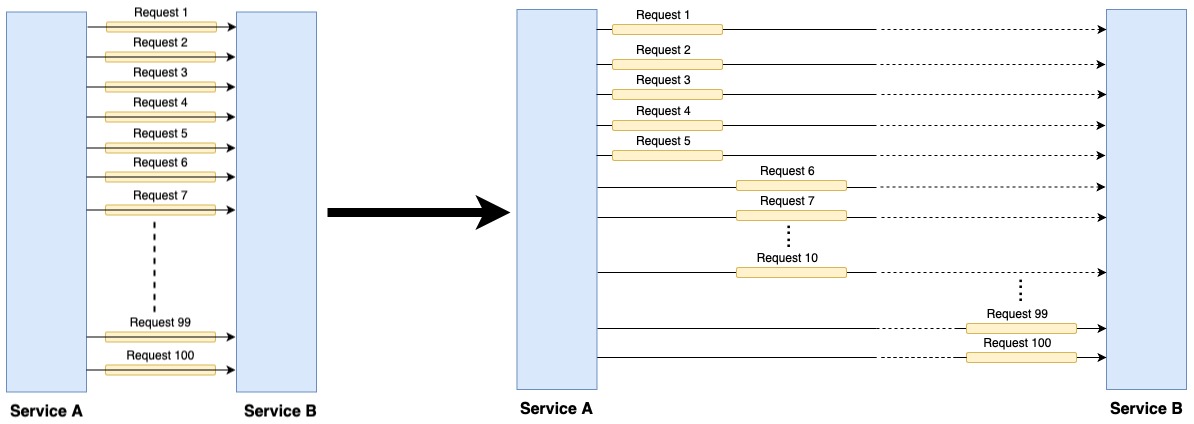 Request 1
Request 2
Request 3
Request 4
Request 5
Request 6
Request 7
Request 99
Request 100
Service A
Service B
Request 1
Request 2
Request 3
Request 4
Request 5
Request 6
Request 7
Request 10
Request 99
Request 100
Service A
Service B